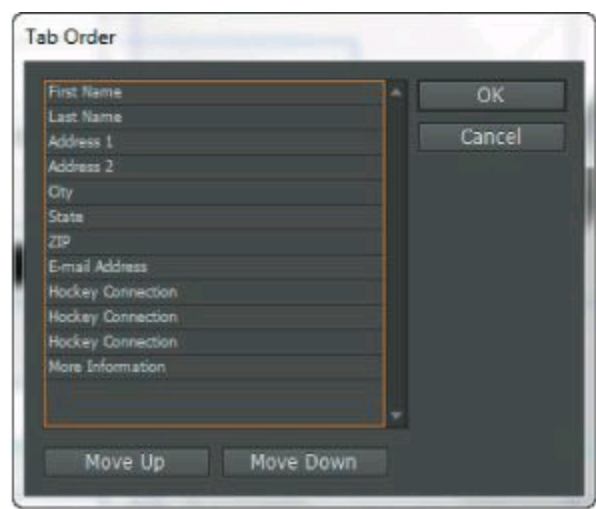 Tab Order
First Name
Last Name
Address 1
Address 2
City
State
ZIP
E-mail Address
Hockey Connection
Hockey Connection
Hockey Connection
More Information
OK
Cancel
Move Up
Move Down